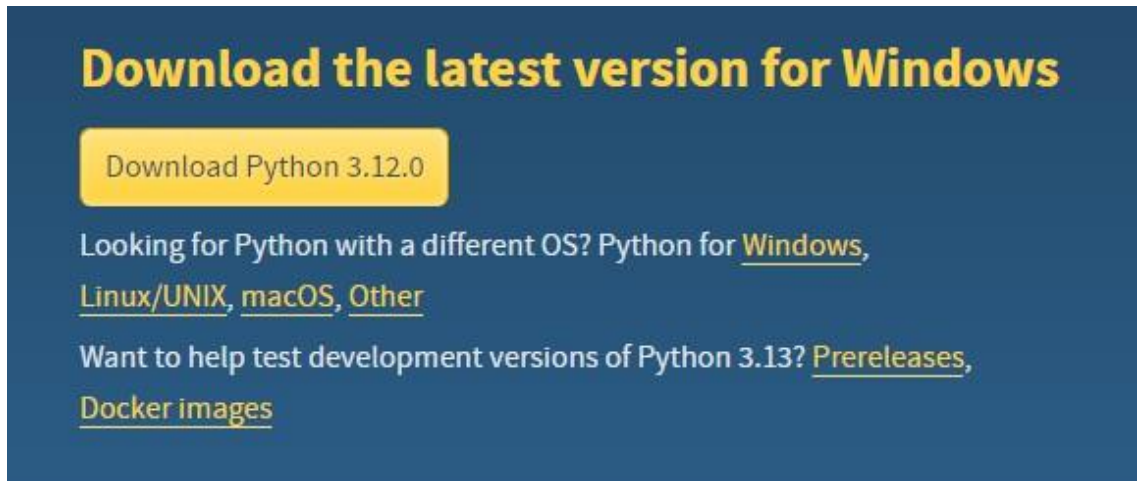 Download the latest version for Windows
Download Python 3.12.0
Looking for Python with a different OS? Python for Windows,
Linux/UNIX, macOS, Other
Want to help test development versions of Python 3.13? Prereleases,
Docker images